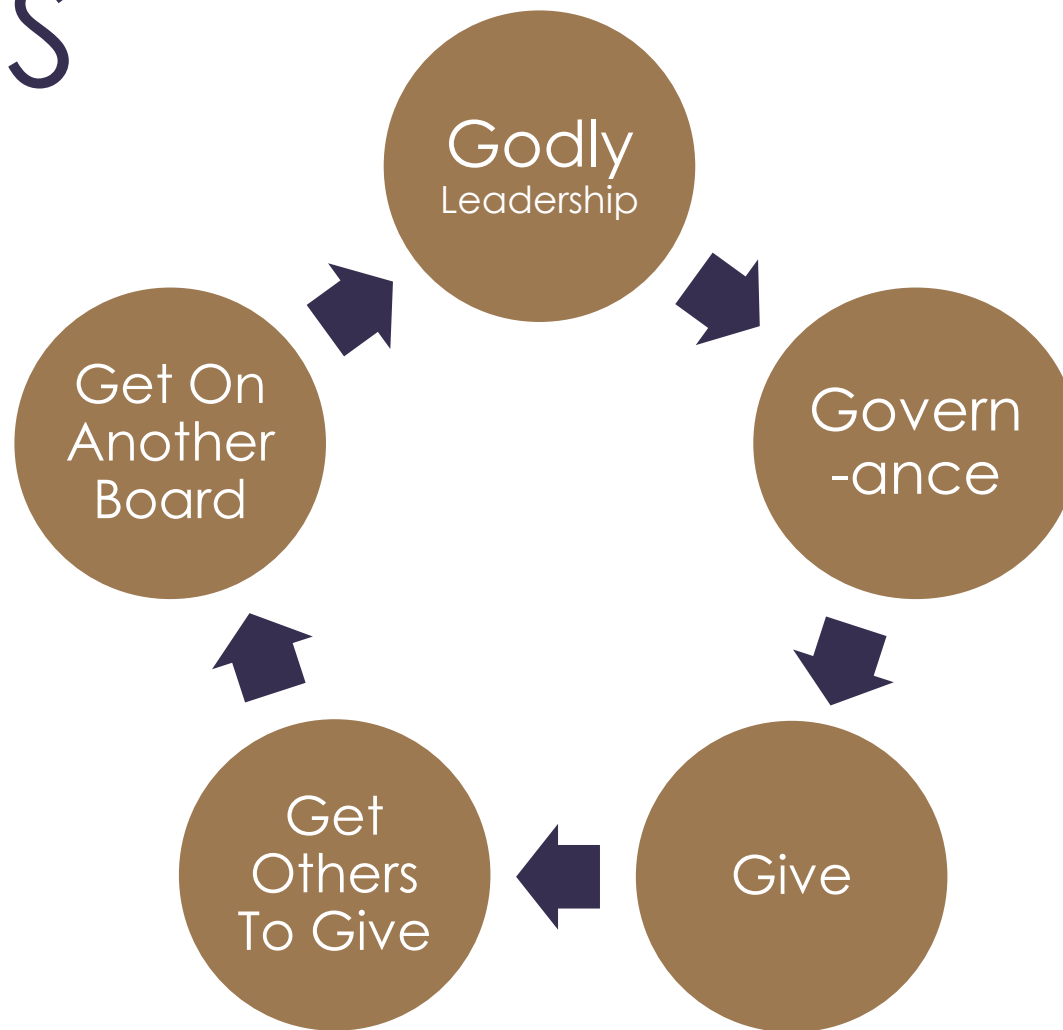 S
Godly
Leadership
Govern
-ance
Give
Get
Others
To Give
Get On
Another
Board